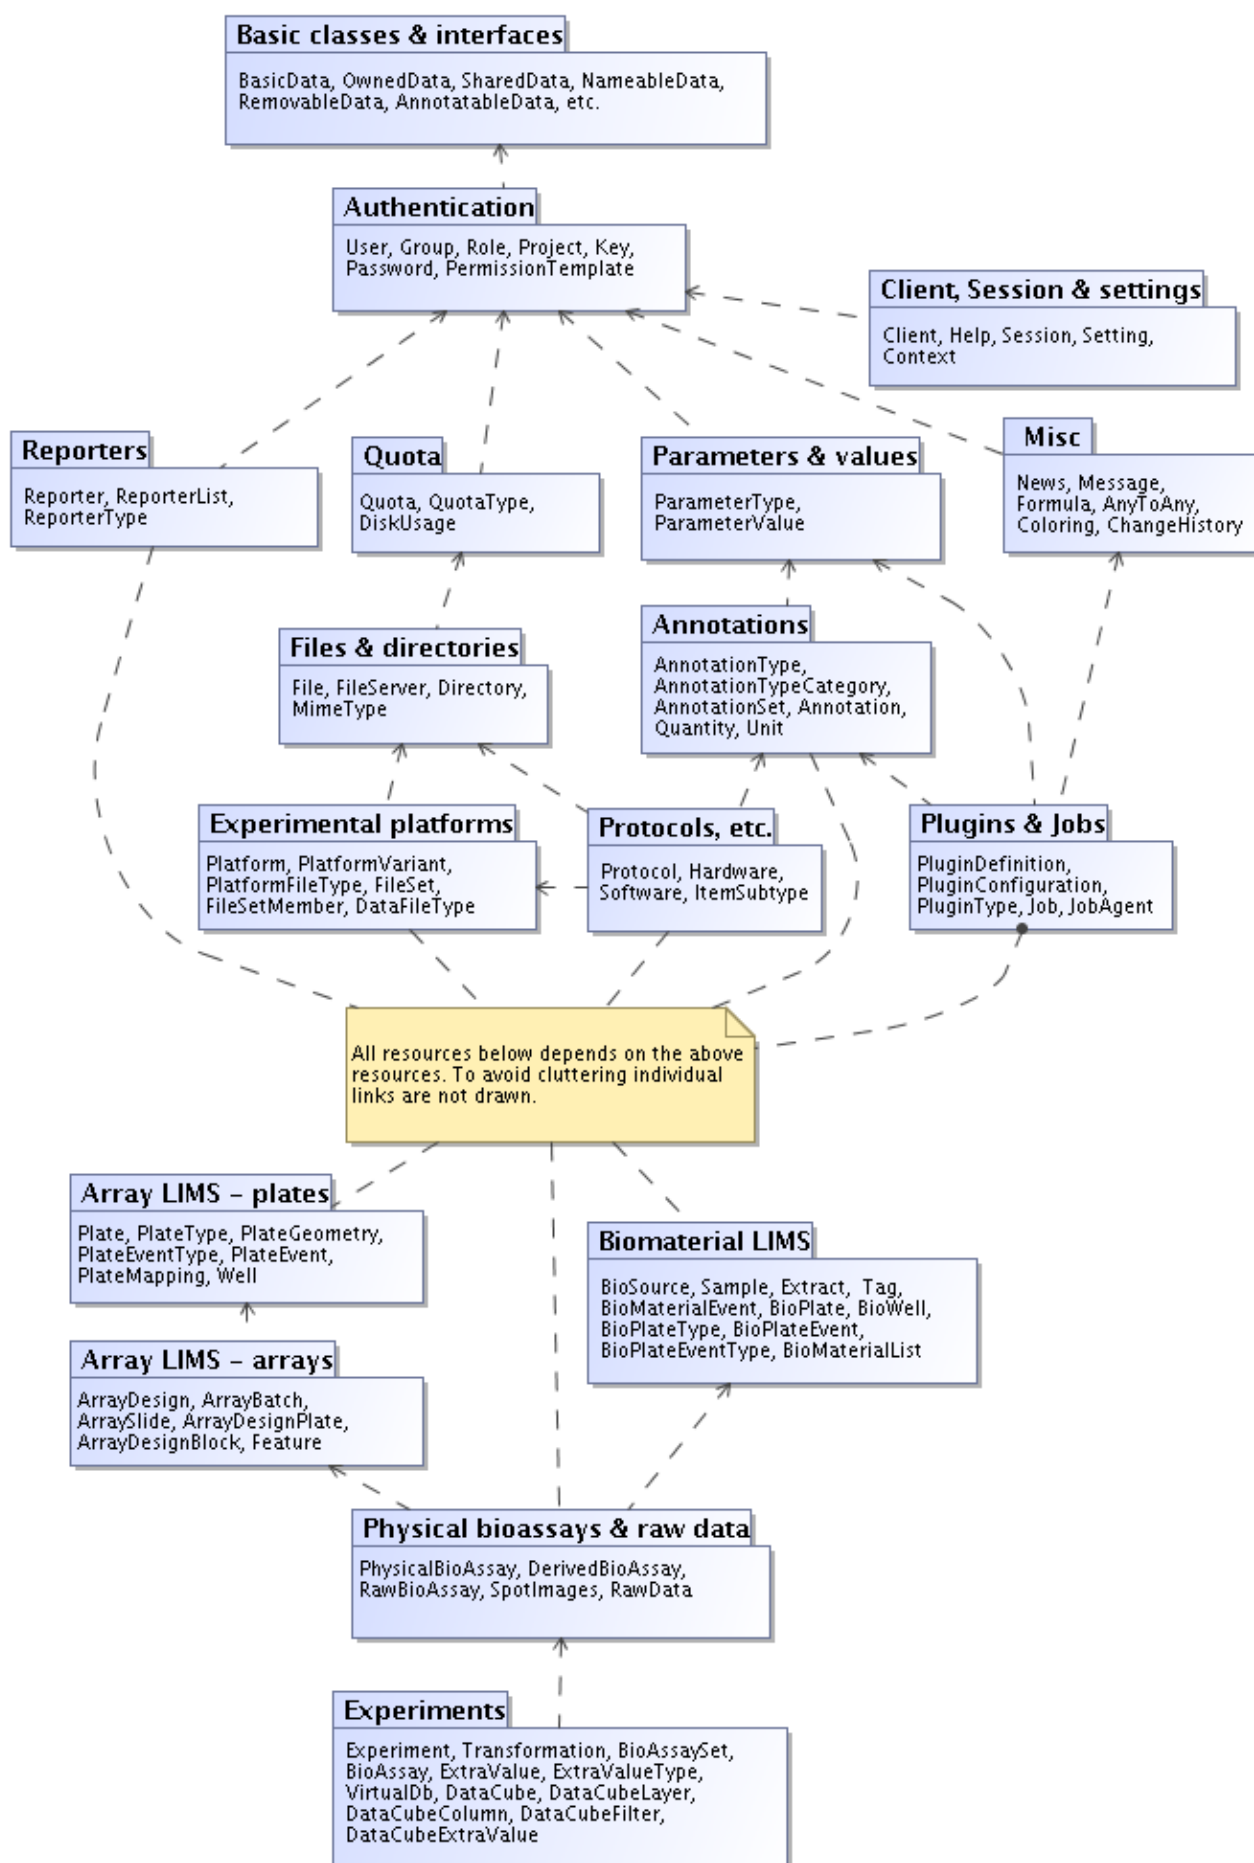 Basic classes & interfaces
BasicData, OwnedData, SharedData, NameableData,
RemovableData, AnnotatableData, etc.
Authentication
User, Group, Role, Project, Key,
Password, PermissionTemplate
Client, Session & settings
Client, Help, Session, Setting,
Context
Reporters
Reporter, ReporterList,
ReporterType
Quota
Quota, QuotaType,
DiskUsage
Parameters & values
ParameterType,
ParameterValue
Misc
News, Message,
Formula, AnyToAny,
Coloring, ChangeHistory
Files & directories
File, FileServer, Directory,
MimeType
Annotations
AnnotationType,
AnnotationTypeCategory,
AnnotationSet, Annotation,
Quantity, Unit
Experimental platforms
Platform, PlatformVariant,
PlatformFileType, FileSet,
FileSetMember, DataFileType
Protocols, etc.
Protocol, Hardware,
Software, ItemSubtype
Plugins & Jobs
PluginDefinition,
PluginConfiguration,
PluginType, Job, JobAgent
All resources below depends on the above
resources. To avoid cluttering individual
links are not drawn.
Array LIMS – plates
Plate, PlateType, PlateGeometry,
PlateEventType, PlateEvent,
PlateMapping, Well
Biomaterial LIMS
BioSource, Sample, Extract, Tag,
BioMaterialEvent, BioPlate, BioWell,
BioPlateType, BioPlateEvent,
BioPlateEventType, BioMaterialList
Array LIMS – arrays
ArrayDesign, ArrayBatch,
ArraySlide, ArrayDesignPlate,
ArrayDesignBlock, Feature
Physical bioassays & raw data
PhysicalBioAssay, DerivedBioAssay,
RawBioAssay, SpotImages, RawData
Experiments
Experiment, Transformation, BioAssaySet,
BioAssay, ExtraValue, ExtraValueType,
VirtualDb, DataCube, DataCubeLayer,
DataCubeColumn, DataCubeFilter,
DataCubeExtraValue